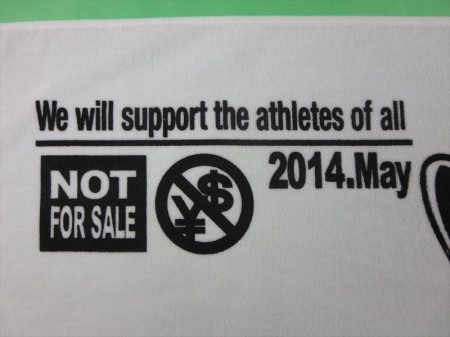 We will support the athletes of all
2014.May
NOT
FOR SALE
$
¥